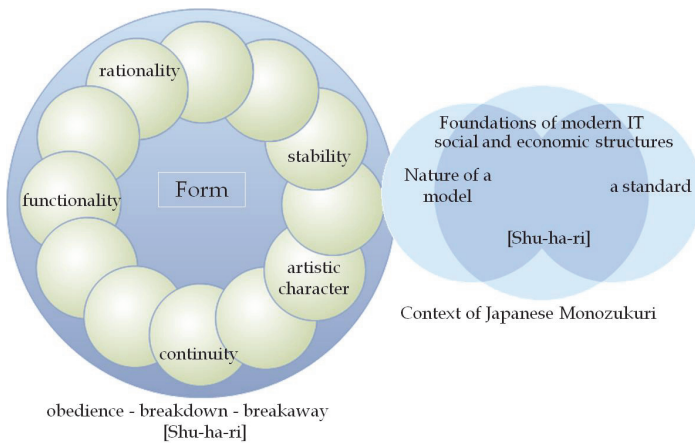 rationality
stability
functionality
Form
artistic
character
continuity
obedience - breakdown - breakaway
[Shu-ha-ri]
Foundations of modern IT
social and economic structures
Nature of a
model
a standard
[Shu-ha-ri]
Context of Japanese Monozukuri